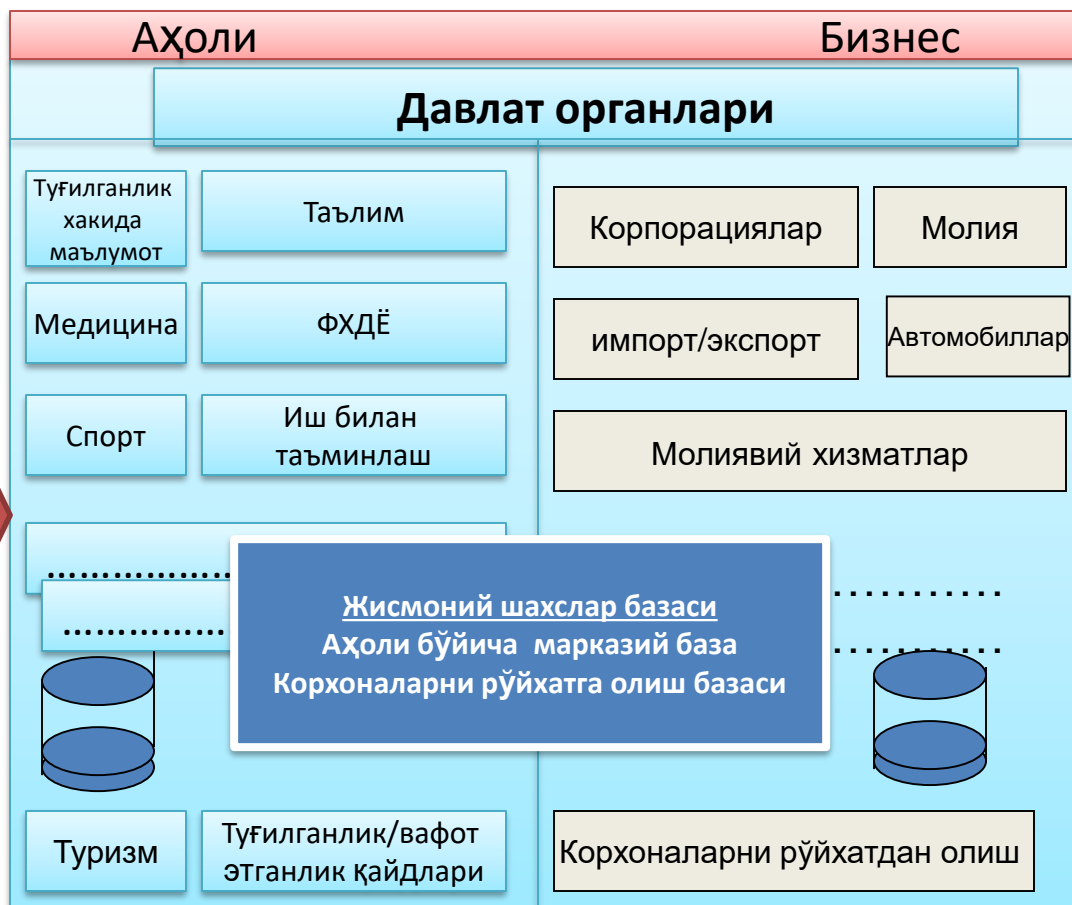 Аҳоли
Бизнес
Давлат органлари
Туғилганлик
хакида
маълумот
Таълим
Медицина
ФХДЁ
Спорт
Иш билан
таъминлаш
Корпорациялар
Молия
импорт/экспорт
Автомобиллар
Молиявий хизматлар
………………
……………
Жисмоний шахслар базаси
Аҳоли бўйича марказий база
Корхоналарни рўйхатга олиш базаси
...........
...........
Туризм
Туғилганлик/вафот
этганлик қайдлари
Корхоналарни рўйхатдан олиш